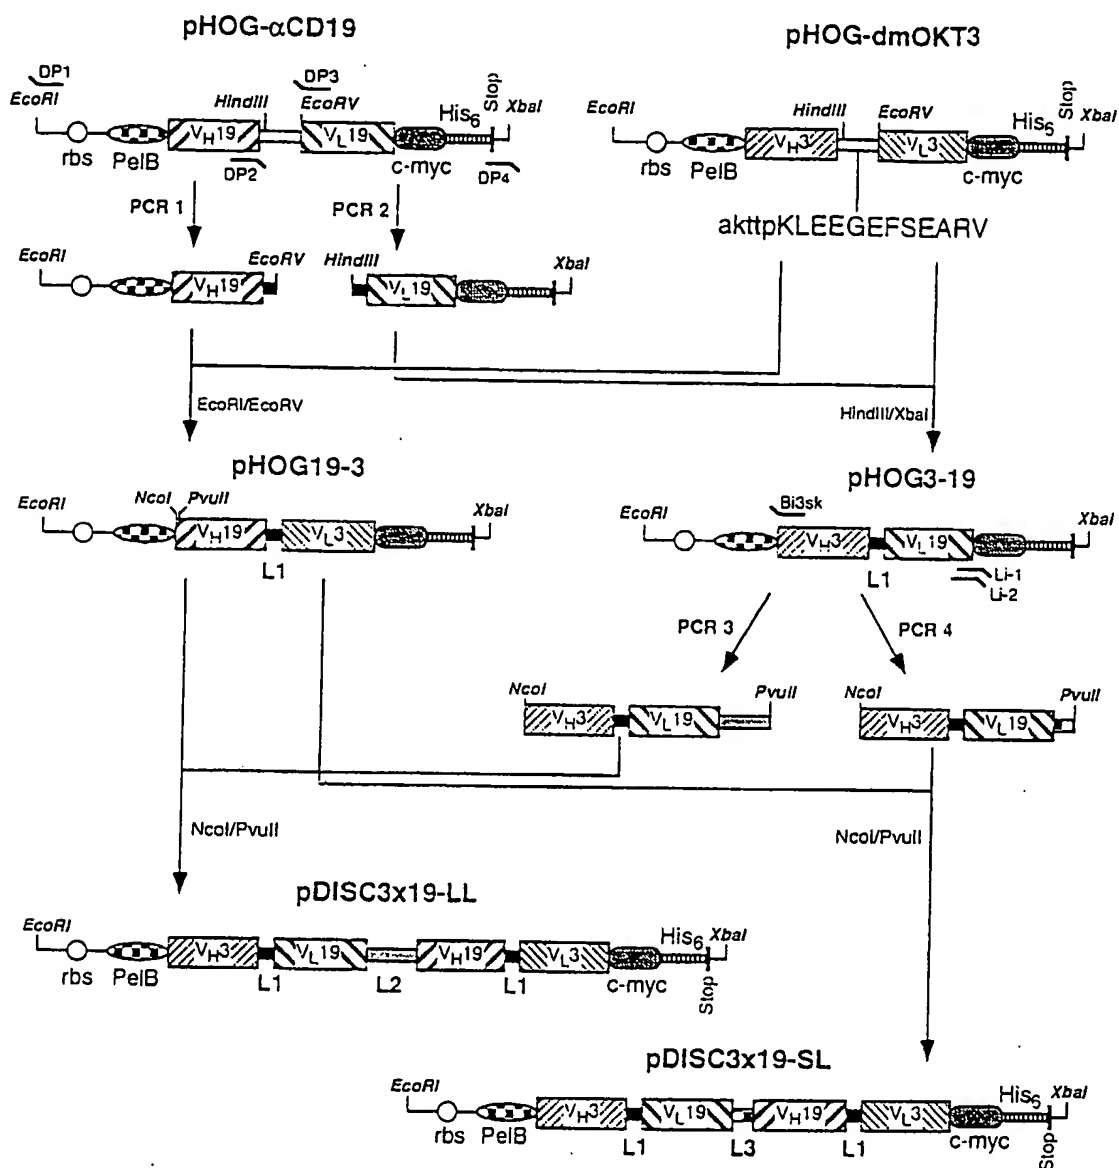 pHOG-αCD19
pHOG-dmOKT3
DP1
DP3
EcoRI
HindIII
EcoRV
His6
Stop
XbaI
EcoRI
HindIII
EcoRV
His6
Stop
XbaI
VH19
VL19
VH3
VL3
rbs
PelB
DP2
c-myc
DP4
rbs
PelB
c-myc
PCR 1
PCR 2
akttpKLEEGEFSEARV
EcoRI
EcoRV
HindIII
XbaI
VH19
VL19
EcoRI/EcoRV
HindIII/XbaI
pHOG19-3
pHOG3-19
EcoRI
NcoI
PvuII
XbaI
EcoRI
Bi3sk
XbaI
VH19
VL3
VH3
VL19
L1
L1
Li-1
Li-2
PCR 3
PCR 4
NcoI
PvuII
NcoI
PvuII
VH3
VL19
VH3
VL19
NcoI/PvuII
NcoI/PvuII
pDISC3x19-LL
EcoRI
His6
XbaI
VH3
VL19
VH19
VL3
rbs
PelB
L1
L2
L1
c-myc
Stop
pDISC3x19-SL
EcoRI
His6
XbaI
VH3
VL19
VH19
VL3
rbs
PelB
L1
L3
L1
c-myc
Stop